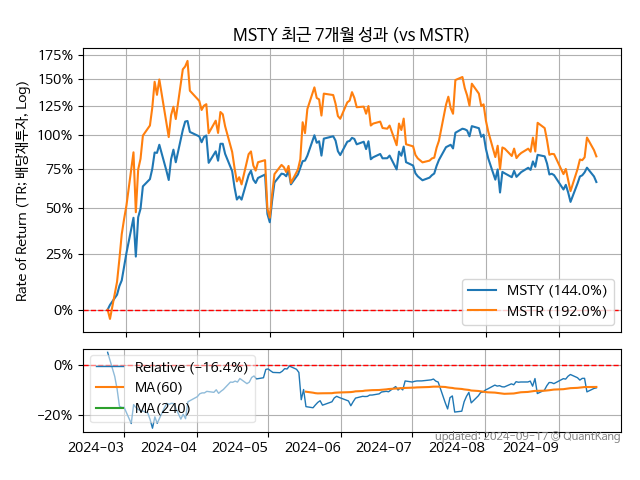 MSTY 최근 7개월 성과 (vs MSTR)
Rate of Return (TR: 배당재투자, Log)
175%
150%
125%
100%
75%
50%
25%
0%
MSTY (144.0%)
MSTR (192.0%)
0%
−20%
Relative (−16.4%)
MA(60)
MA(240)
2024-03 2024-04 2024-05 2024-06 2024-07 2024-08 2024-09
updated: 2024-09-17 © QuantKang